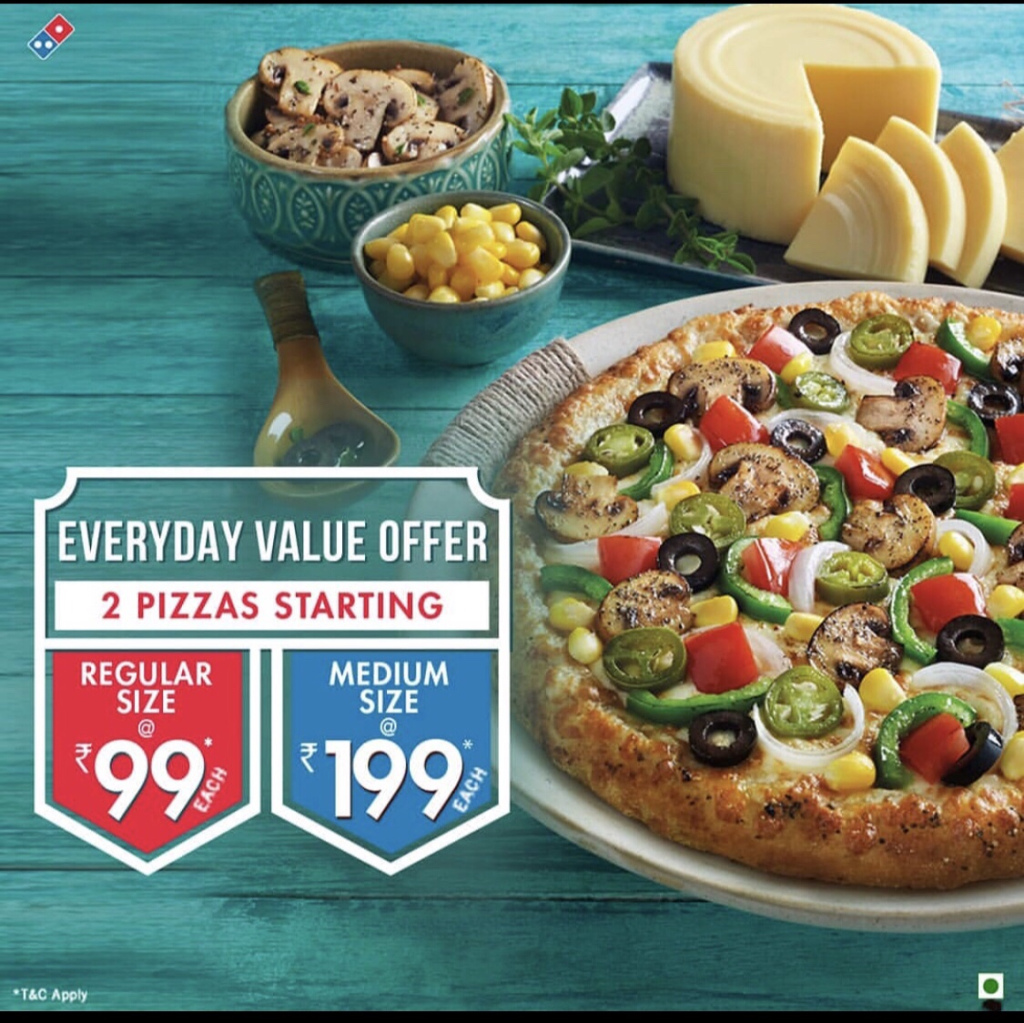 EVERYDAY VALUE OFFER
2 PIZZAS STARTING
REGULAR
SIZE
@
₹99*
EACH
MEDIUM
SIZE
@
₹199*
EACH
*T&C Apply